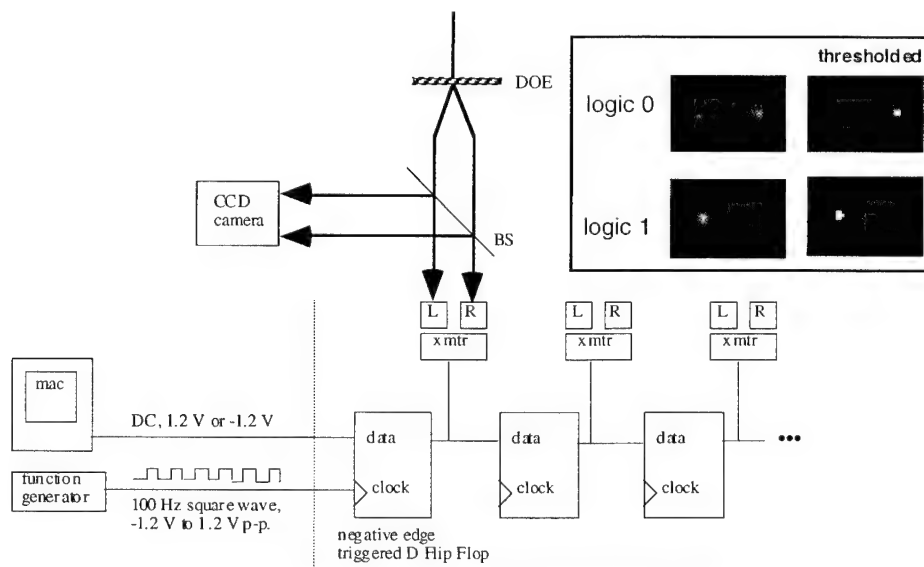 DOE
thresholded
logic 0
logic 1
CCD
camera
BS
L R
xmtr
L R
xmtr
L R
xmtr
mac
DC, 1.2 V or -1.2 V
data
clock
data
clock
data
clock
•••
function
generator
100 Hz square wave,
-1.2 V to 1.2 V p-p.
negative edge
triggered D Flip Flop